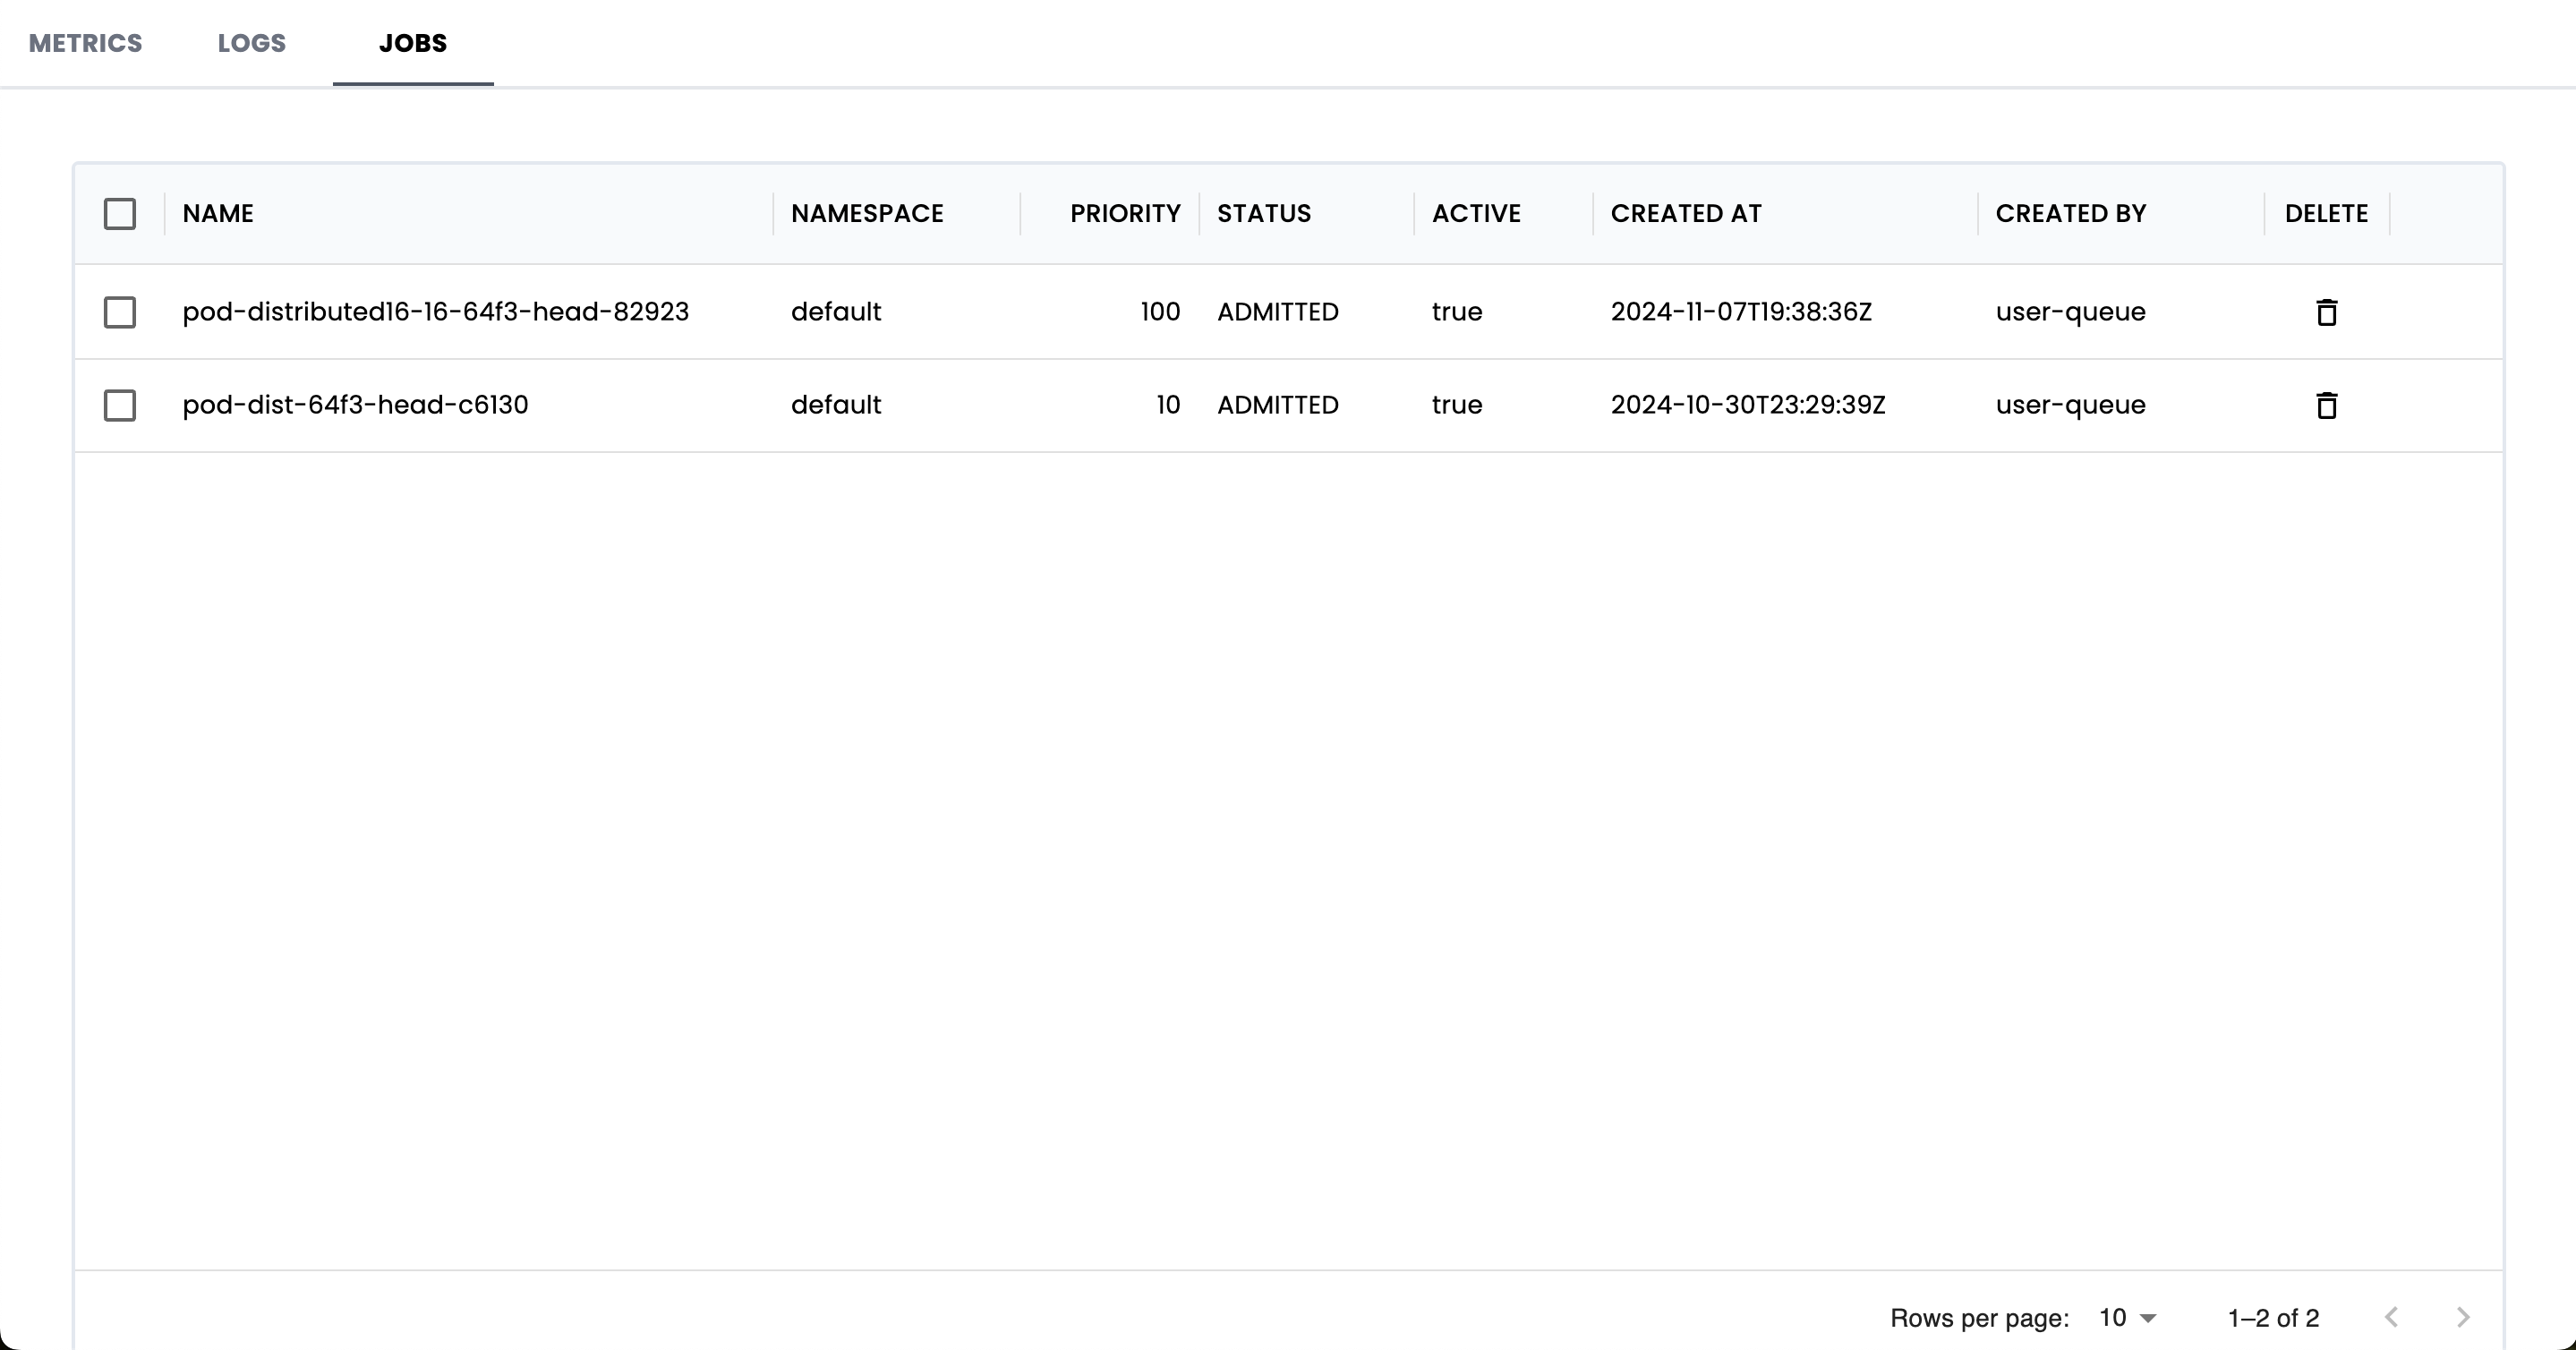 METRICS LOGS JOBS
NAME NAMESPACE PRIORITY STATUS ACTIVE CREATED AT CREATED BY DELETE
pod-distributed16-16-64f3-head-82923 default 100 ADMITTED true 2024-11-07T19:38:36Z user-queue
pod-dist-64f3-head-c6130 default 10 ADMITTED true 2024-10-30T23:29:39Z user-queue
Rows per page: 10 1–2 of 2